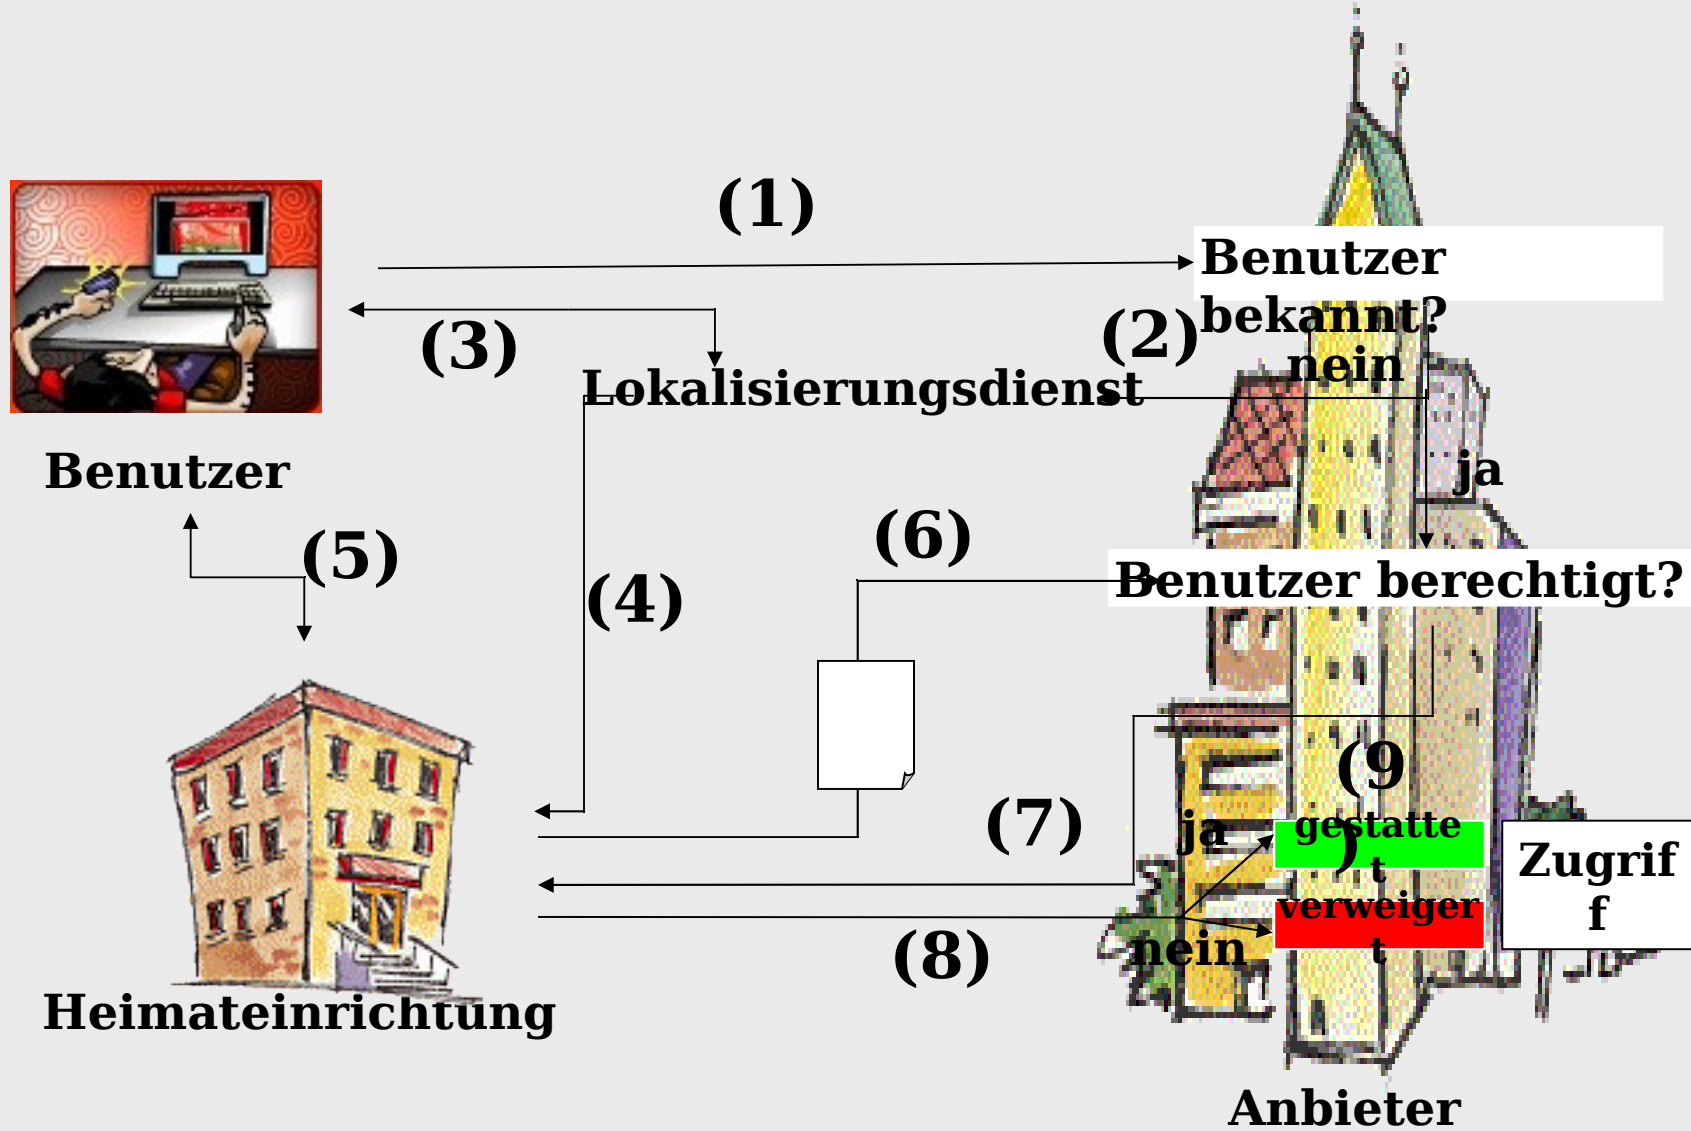 (1)
Benutzer
bekannt?
(2)
nein
(3)
Lokalisierungsdienst
Benutzer
ja
(5)
(6)
(4)
Benutzer berechtigt?
(9
)
(7)
ja
gestatte
t
Zugrif
f
verweiger
t
(8)
nein
Heimateinrichtung
Anbieter